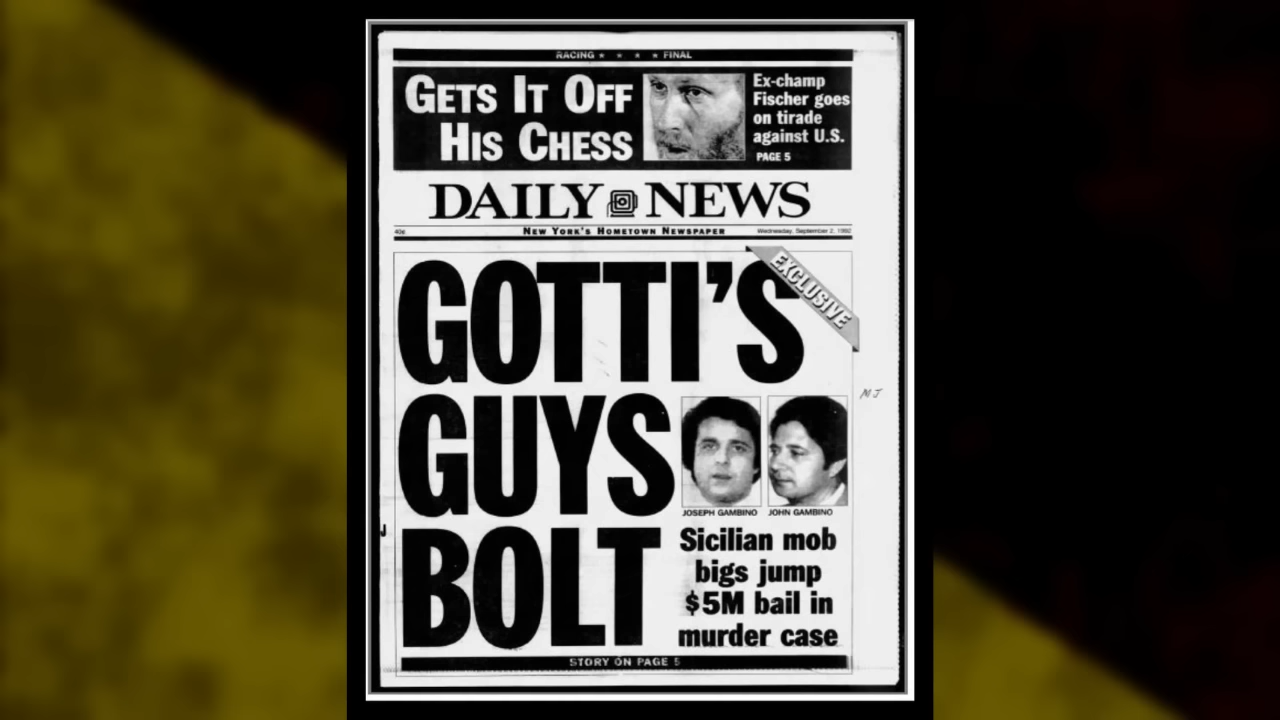 RACING ★ ★ ★ ★ FINAL
GETS IT OFF
HIS CHESS
Ex-champ
Fischer goes
on tirade
against U.S.
PAGE 5
DAILY NEWS
40¢
NEW YORK'S HOMETOWN NEWSPAPER
Wednesday, September 2, 1992
EXCLUSIVE
GOTTI'S
GUYS
BOLT
MJ
JOSEPH GAMBINO
JOHN GAMBINO
J
Sicilian mob
bigs jump
$5M bail in
murder case
STORY ON PAGE 5